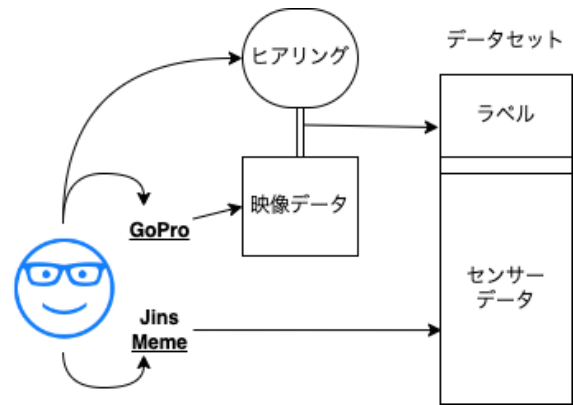 ヒアリング
データセット
ラベル
GoPro
映像データ
センサー
データ
Jins
Meme